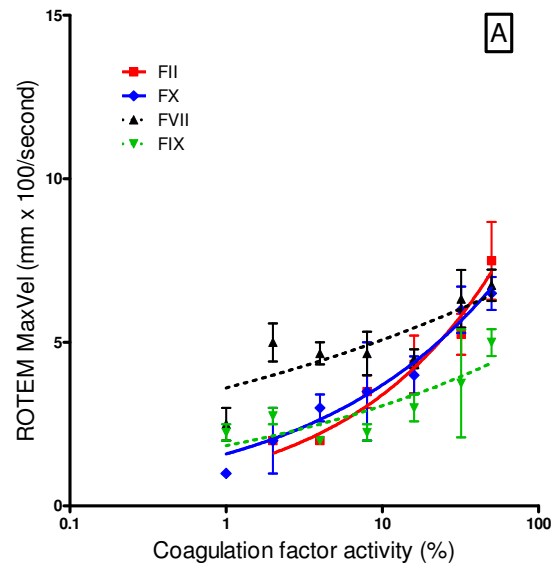 15
A
FII
FX
FVII
FIX
10
ROTEM MaxVel (mm x 100/second)
5
0
0.1 1 10 100
Coagulation factor activity (%)